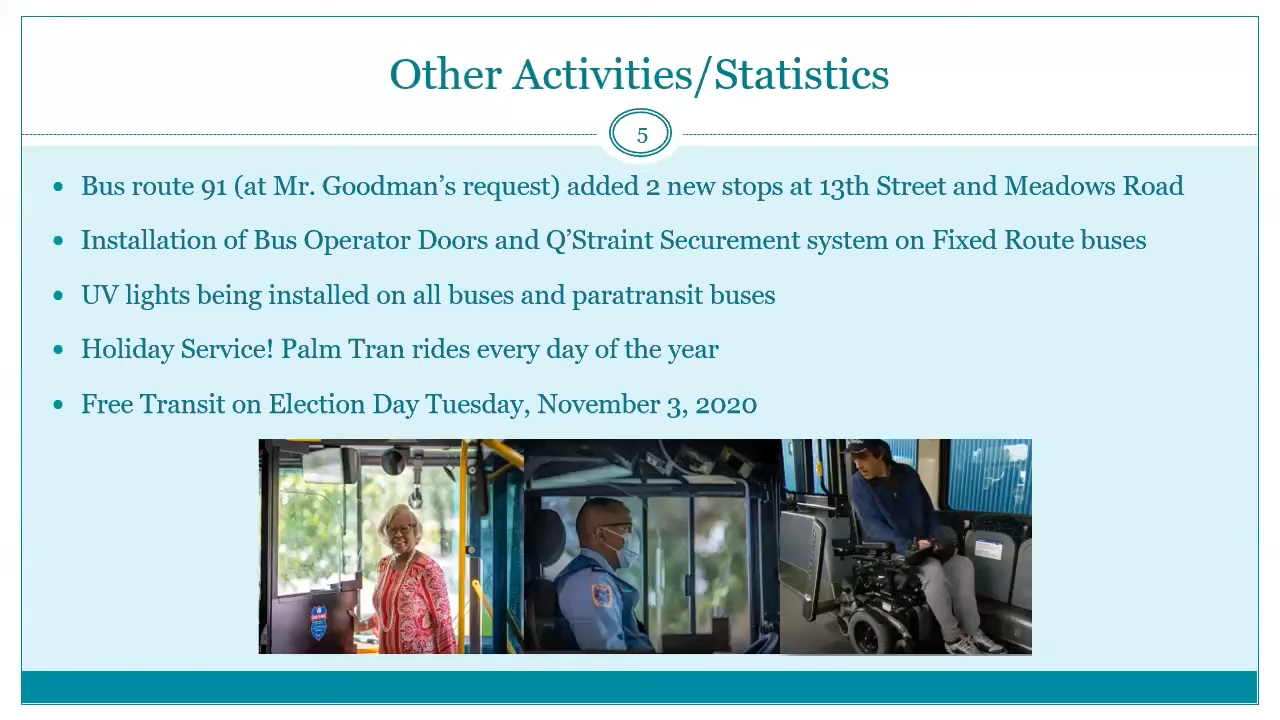 Other Activities/Statistics
5
• Bus route 91 (at Mr. Goodman’s request) added 2 new stops at 13th Street and Meadows Road
• Installation of Bus Operator Doors and Q’Straint Securement system on Fixed Route buses
• UV lights being installed on all buses and paratransit buses
• Holiday Service! Palm Tran rides every day of the year
• Free Transit on Election Day Tuesday, November 3, 2020